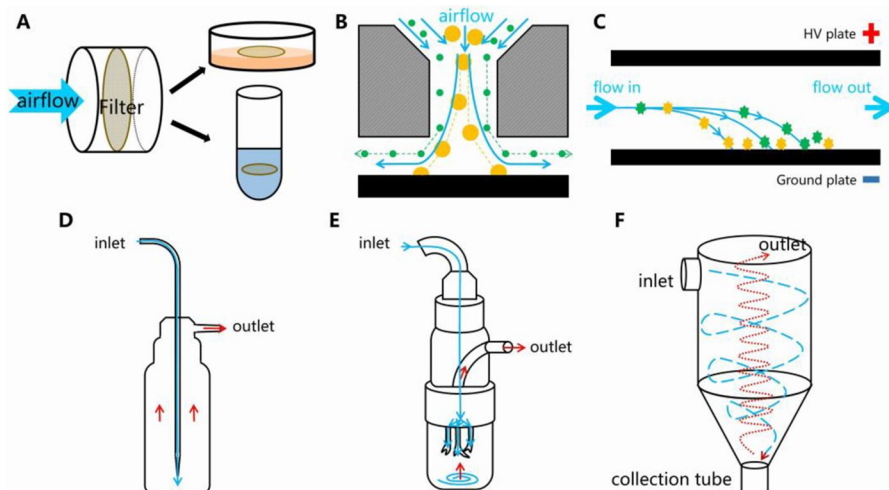 A
airflow
Filter
B
airflow
C
HV plate
flow in
flow out
Ground plate
D
inlet
outlet
E
inlet
outlet
F
outlet
inlet
collection tube